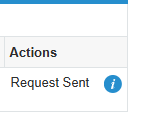 Actions
Request Sent i